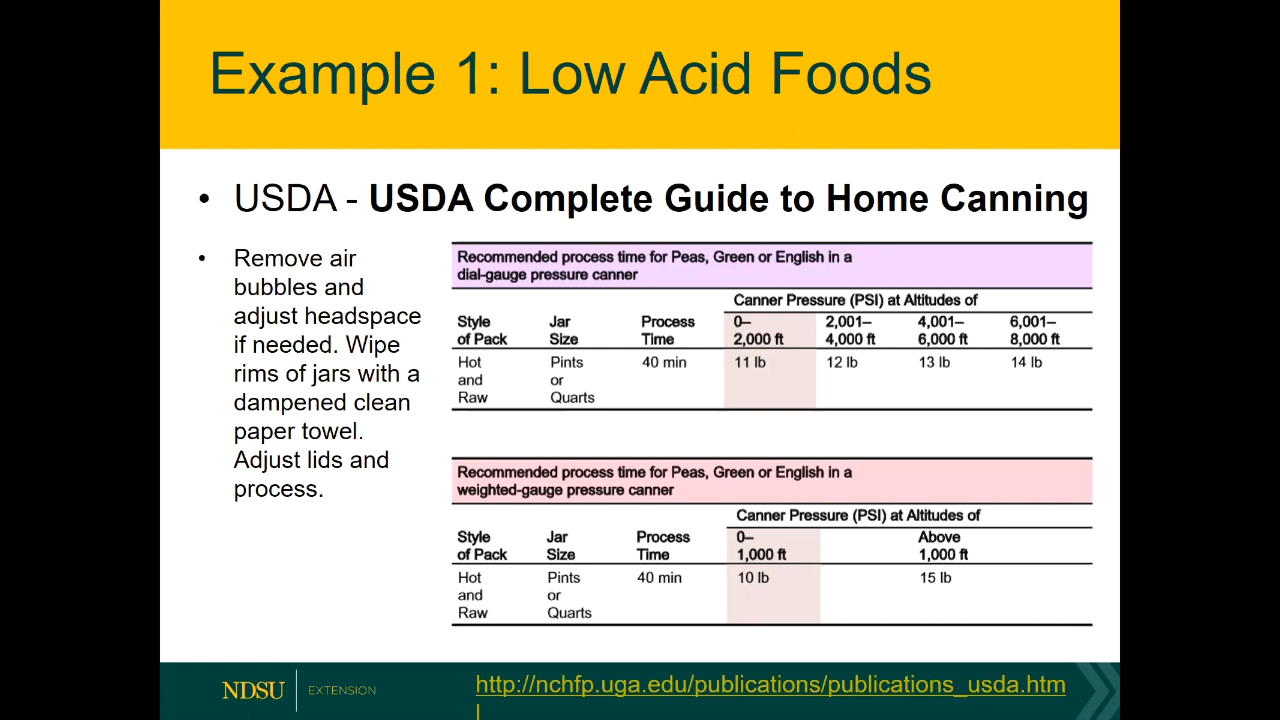 Example 1: Low Acid Foods
• USDA - USDA Complete Guide to Home Canning
• Remove air
bubbles and
adjust headspace
if needed. Wipe
rims of jars with a
dampened clean
paper towel.
Adjust lids and
process.
Recommended process time for Peas, Green or English in a
dial-gauge pressure canner
Canner Pressure (PSI) at Altitudes of
Style Jar Process 0– 2,001– 4,001– 6,001–
of Pack Size Time 2,000 ft 4,000 ft 6,000 ft 8,000 ft
Hot Pints 40 min 11 lb 12 lb 13 lb 14 lb
and or
Raw Quarts
Recommended process time for Peas, Green or English in a
weighted-gauge pressure canner
Canner Pressure (PSI) at Altitudes of
Style Jar Process 0– Above
of Pack Size Time 1,000 ft 1,000 ft
Hot Pints 40 min 10 lb 15 lb
and or
Raw Quarts
NDSU EXTENSION
http://nchfp.uga.edu/publications/publications_usda.htm
l